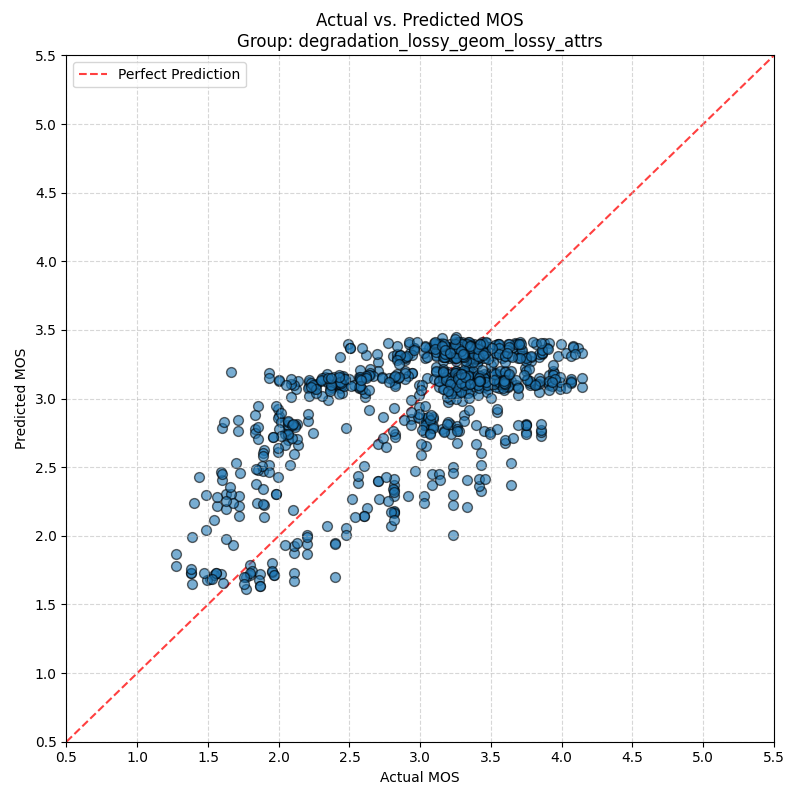 Actual vs. Predicted MOS
Group: degradation_lossy_geom_lossy_attrs
Perfect Prediction
Predicted MOS
5.5
5.0
4.5
4.0
3.5
3.0
2.5
2.0
1.5
1.0
0.5
0.5 1.0 1.5 2.0 2.5 3.0 3.5 4.0 4.5 5.0 5.5
Actual MOS